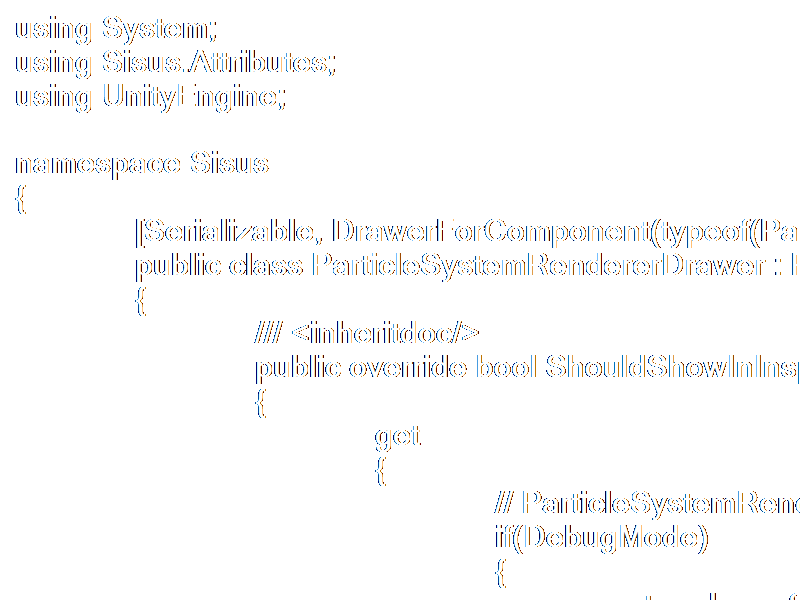 using System;
using Sisus.Attributes;
using UnityEngine;

namespace Sisus
{
[Serializable, DrawerForComponent(typeof(Pa
public class ParticleSystemRendererDrawer :
{
//// <inheritdoc/>
public override bool ShouldShowInInsp
{
get
{
// ParticleSystemRend
if(DebugMode)
{